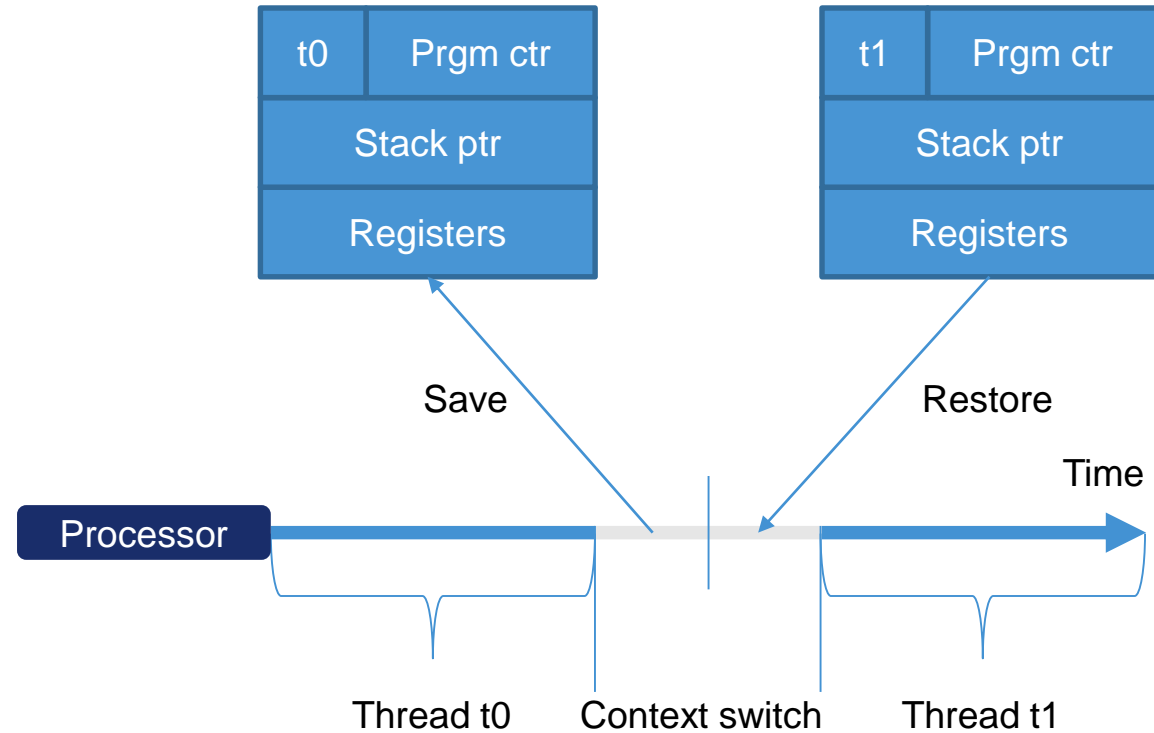 t0 Prgm ctr
Stack ptr
Registers
t1 Prgm ctr
Stack ptr
Registers
Save
Restore
Time
Processor
Thread t0
Context switch
Thread t1